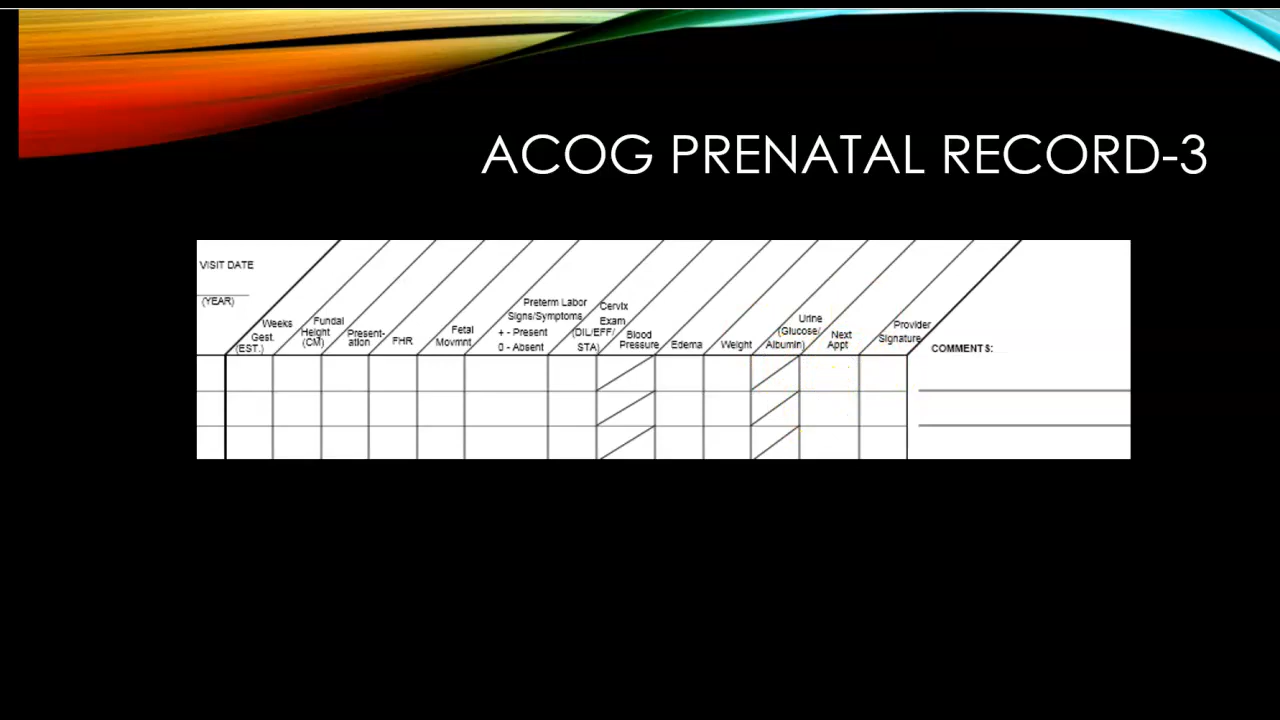 ACOG PRENATAL RECORD-3
VISIT DATE
(YEAR)
Weeks
Gest.
(EST.)
Fundal
Height
(CM)
Present-
ation
FHR
Fetal
Movmnt.
Preterm Labor
Signs/Symptoms
+ - Present
0 - Absent
Cervix
Exam
(DIL/EFF/
STA)
Blood
Pressure
Edema
Weight
Urine
(Glucose/
Albumin)
Next
Appt
Provider
Signature
COMMENTS: